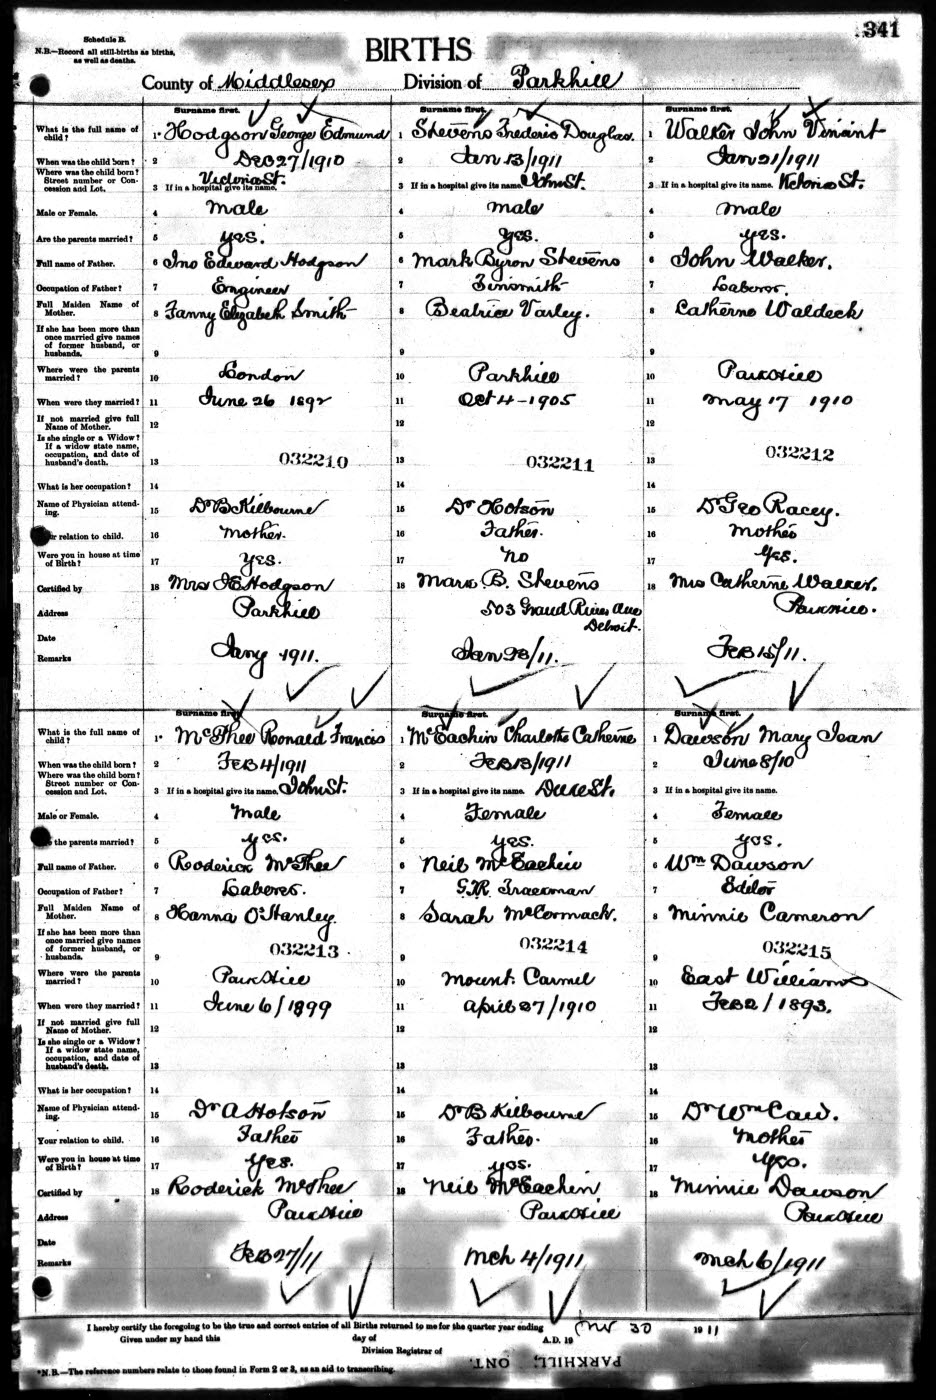 341
Schedule B.
N.B.—Record all still-births as births, as well as deaths.
BIRTHS
County of Middlesex Division of Parkhill
Surname first. Surname first. Surname first.
What is the full name of child? 1* Hodgson George Edmund 1 Stevens Frederic Douglas. 1 Walker John Vincint
When was the child born? 2 Dec 27/1910 2 Jan 13/1911 2 Jan 21/1911
Where was the child born? Street number or Concession and Lot. 3 If in a hospital give its name. Victoria St. 3 If in a hospital give its name. John St. 3 If in a hospital give its name. Victoria St.
Male or Female. 4 Male 4 Male 4 Male
Are the parents married? 5 yes. 5 Yes. 5 yes.
Full name of Father. 6 Jno Edward Hodgson 6 Mark Byron Stevens 6 John Walker.
Occupation of Father? 7 Engineer 7 Tinsmith 7 Laborer.
Full Maiden Name of Mother. 8 Fanny Elizabeth Smith 8 Beatrice Varley. 8 Catherne Waldeck
If she has been more than once married give names of former husband, or husbands. 9 9 9
Where were the parents married? 10 London 10 Parkhill 10 Parkhill
When were they married? 11 June 26 1892 11 Oct 4-1905 11 May 17 1910
If not married give full Name of Mother. 12 12 12
Is she single or a Widow? If a widow state name, occupation, and date of husband's death. 13 032210 13 032211 13 032212
What is her occupation? 14 14 14
Name of Physician attending. 15 Dr B Kilbourne 15 Dr Hotson 15 Dr Geo Racey.
relation to child. 16 Mother. 16 Father. 16 Mother
Were you in house at time of Birth? 17 Yes. 17 No 17 Yes.
Certified by 18 Mrs J E Hodgson 18 Mark B. Stevens 18 Mrs Catherne Walker.
Address Parkhill 503 Grand River Ave Detroit. Parkhill.
Date
Remarks Jany 1911. Jan 28/11. Feb 15/11.
Surname first. Surname first. Surname first.
What is the full name of child? 1* McPhee Ronald Francis 1 McEachin Charlotte Catherine 1 Dawson Mary Jean
When was the child born? 2 Feb 4/1911 2 Feb 13/1911 2 June 8/10
Where was the child born? Street number or Concession and Lot. 3 If in a hospital give its name. John St. 3 If in a hospital give its name. Duke St. 3 If in a hospital give its name.
Male or Female. 4 Male 4 Female 4 Female
the parents married? 5 yes. 5 yes. 5 yes.
Full name of Father. 6 Roderick McPhee 6 Neil McEachin 6 Wm Dawson
Occupation of Father? 7 Laborer. 7 G.T.R. Trackman 7 Editor
Full Maiden Name of Mother. 8 Hanna O'Hanley. 8 Sarah McCormack. 8 Minnie Cameron
If she has been more than once married give names of former husband, or husbands. 9 032213 9 032214 9 032215
Where were the parents married? 10 Parkhill 10 Mount Carmel 10 East Williams
When were they married? 11 June 6/1899 11 April 27/1910 11 Feb 2/1893.
If not married give full Name of Mother. 12 12 12
Is she single or a Widow? If a widow state name, occupation, and date of husband's death. 13 13 13
What is her occupation? 14 14 14
Name of Physician attending. 15 Dr A Hotson 15 Dr B Kilbourne 15 Dr Wm Caw.
Your relation to child. 16 Father 16 Father. 16 Mother
Were you in house at time of Birth? 17 Yes. 17 yes. 17 Yes.
Certified by 18 Roderick McPhee 18 Neil McEachin 18 Minnie Dawson
Address Parkhill Parkhill Parkhill
Date
Remarks Feb 27/11 Mch 4/1911 Mch 6/1911
I hereby certify the foregoing to be the true and correct entries of all Births returned to me for the quarter year ending 30 1911
Given under my hand this day of A.D. 19
Division Registrar of PARKHILL, ONT.
*N.B.—The reference numbers relate to those found in Form 2 or 3, as an aid to transcribing.